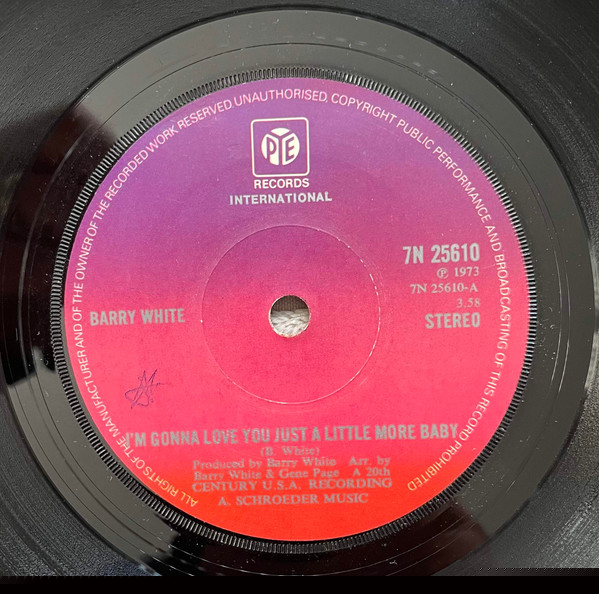 ALL RIGHTS OF THE MANUFACTURER AND OF THE OWNER OF THE RECORDED WORK RESERVED. UNAUTHORISED, COPYRIGHT PUBLIC PERFORMANCE AND BROADCASTING OF THIS RECORD PROHIBITED
PYE
RECORDS
INTERNATIONAL
7N 25610
℗ 1973
7N 25610-A
3.58
BARRY WHITE
STEREO
I'M GONNA LOVE YOU JUST A LITTLE MORE BABY
(B. White)
Produced by Barry White Arr. by
Barry White & Gene Page A 20th
CENTURY U.S.A. RECORDING
A. SCHROEDER MUSIC